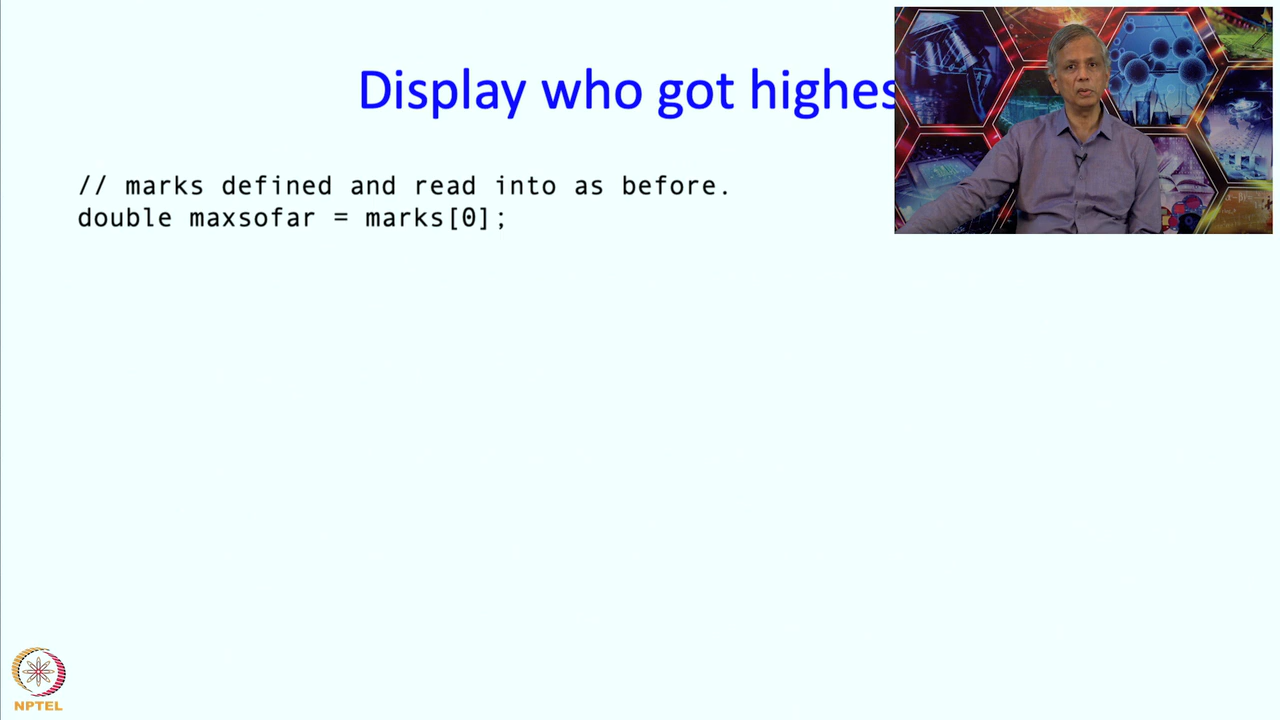 Display who got highes
// marks defined and read into as before.
double maxsofar = marks[0];
NPTEL